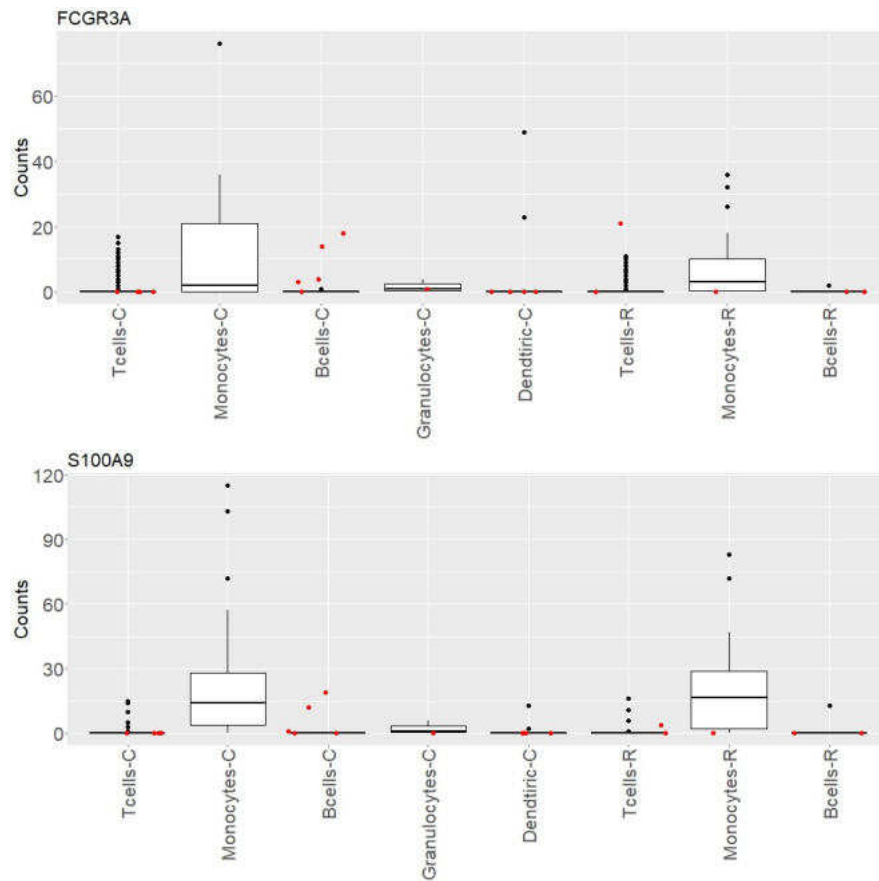 FCGR3A
60
40
20
0
Counts
Tcells-C
Monocytes-C
Bcells-C
Granulocytes-C
Dendtiric-C
Tcells-R
Monocytes-R
Bcells-R
S100A9
120
90
60
30
0
Counts
Tcells-C
Monocytes-C
Bcells-C
Granulocytes-C
Dendtiric-C
Tcells-R
Monocytes-R
Bcells-R